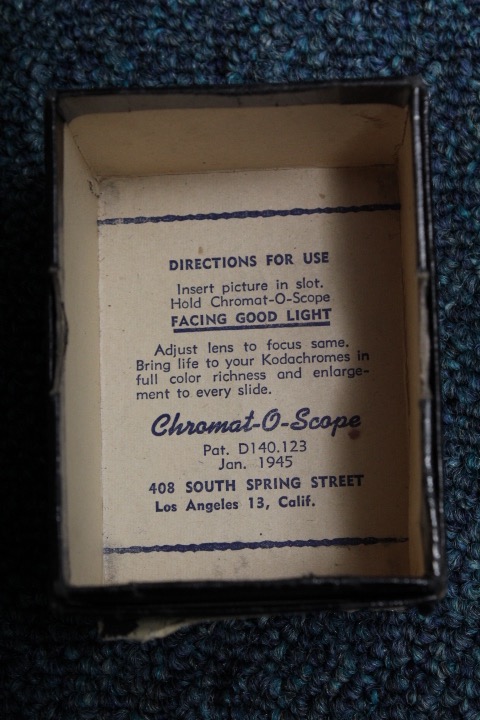 DIRECTIONS FOR USE
Insert picture in slot.
Hold Chromat-O-Scope
FACING GOOD LIGHT
Adjust lens to focus same.
Bring life to your Kodachromes in
full color richness and enlarge-
ment to every slide.
Chromat-O-Scope
Pat. D140.123
Jan. 1945
408 SOUTH SPRING STREET
Los Angeles 13, Calif.